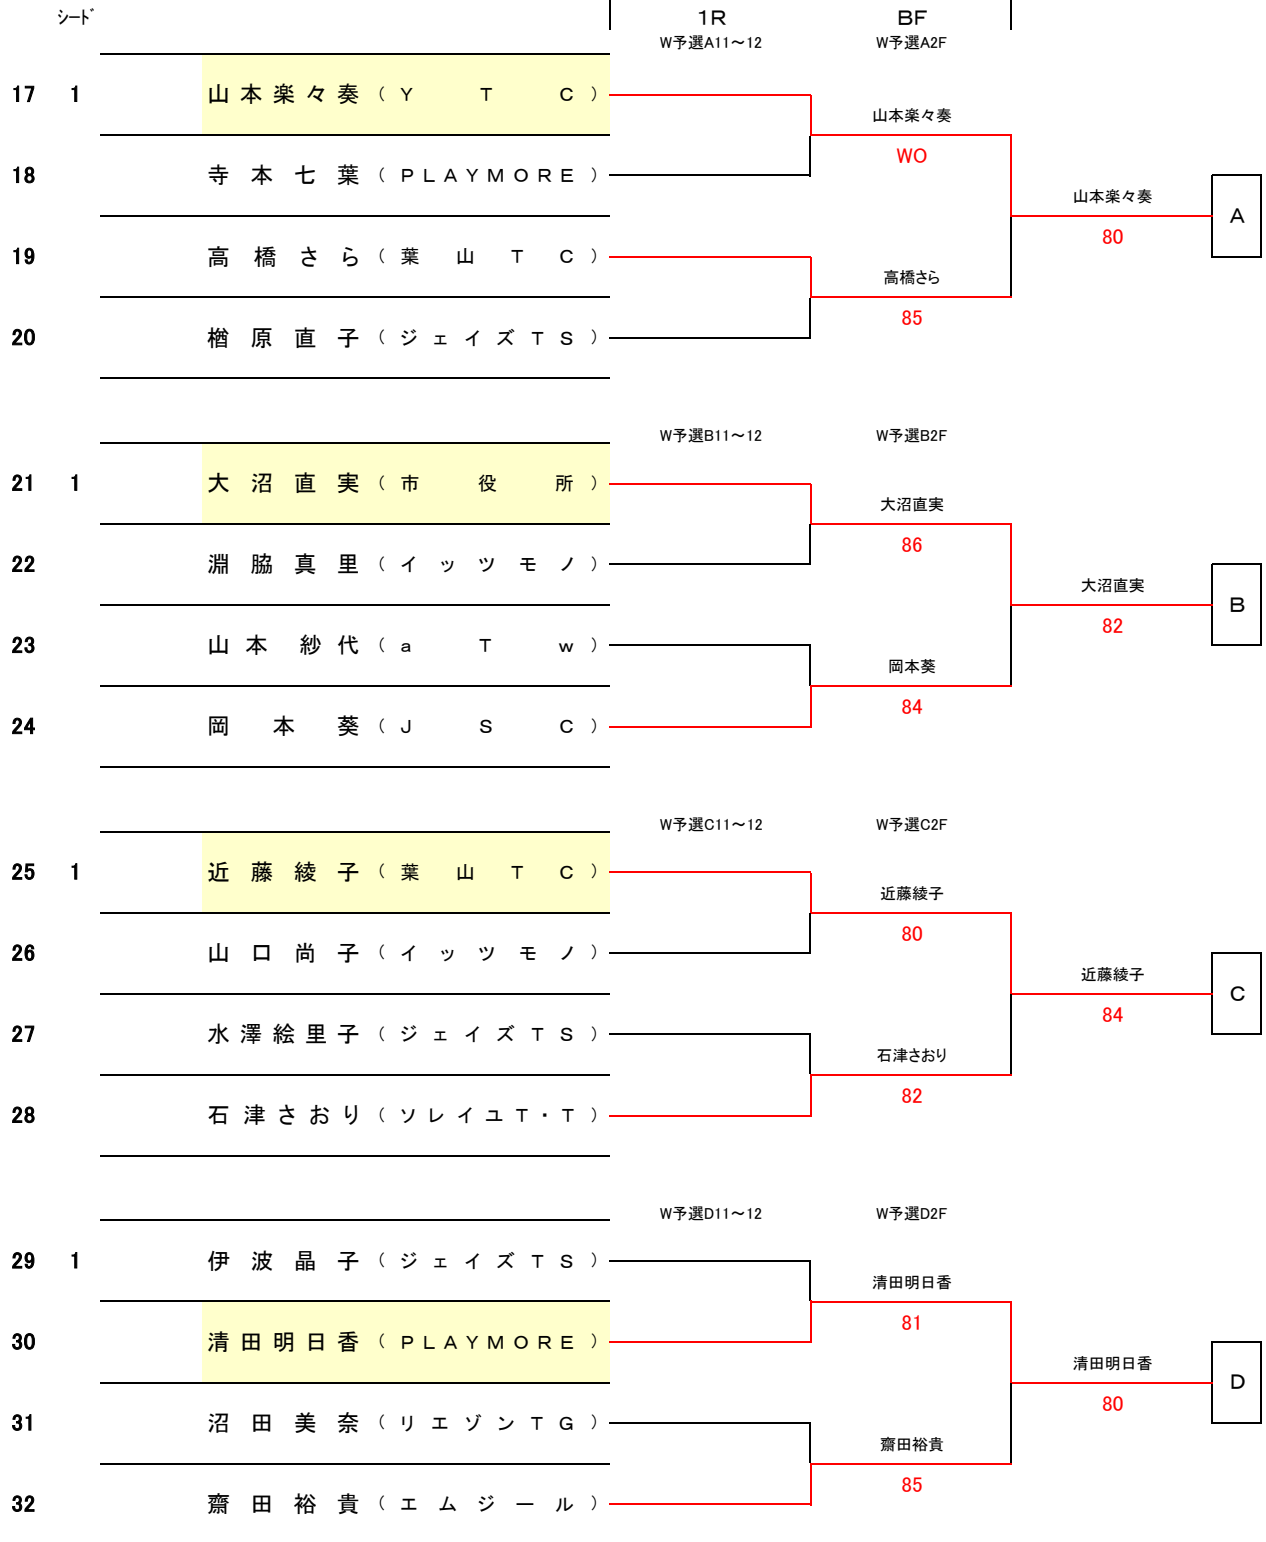 ｼｰﾄﾞ 1R BF
W予選A11～12 W予選A2F
17 1 山本楽々奏（YTC）
山本楽々奏
WO
18 寺本七葉（PLAYMORE）
山本楽々奏 A
80
19 高橋さら（葉山TC）
高橋さら
85
20 楢原直子（ジェイズTS）
W予選B11～12 W予選B2F
21 1 大沼直実（市役所）
大沼直実
86
22 淵脇真里（イッツモノ）
大沼直実 B
82
23 山本 紗代（aTw）
岡本葵
84
24 岡本葵（JSC）
W予選C11～12 W予選C2F
25 1 近藤綾子（葉山TC）
近藤綾子
80
26 山口尚子（イッツモノ）
近藤綾子 C
84
27 水澤絵里子（ジェイズTS）
石津さおり
82
28 石津さおり（ソレイユT・T）
W予選D11～12 W予選D2F
29 1 伊波晶子（ジェイズTS）
清田明日香
81
30 清田明日香（PLAYMORE）
清田明日香 D
80
31 沼田美奈（リエゾンTG）
齋田裕貴
85
32 齋田裕貴（エムジール）